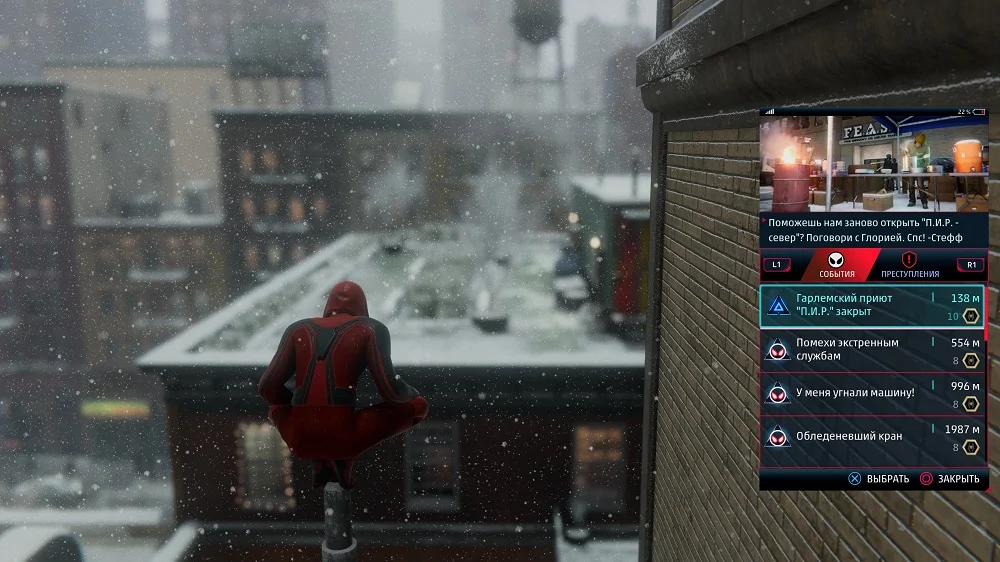 22%
F.E.A.S.
Поможешь нам заново открыть "П.И.Р. -
север"? Поговори с Глорией. Спс! -Стефф
L1
СОБЫТИЯ
ПРЕСТУПЛЕНИЯ
R1
Гарлемский приют
"П.И.Р." закрыт
138 м
10
Помехи экстренным
службам
554 м
8
У меня угнали машину!
996 м
8
Обледеневший кран
1987 м
8
ВЫБРАТЬ
ЗАКРЫТЬ